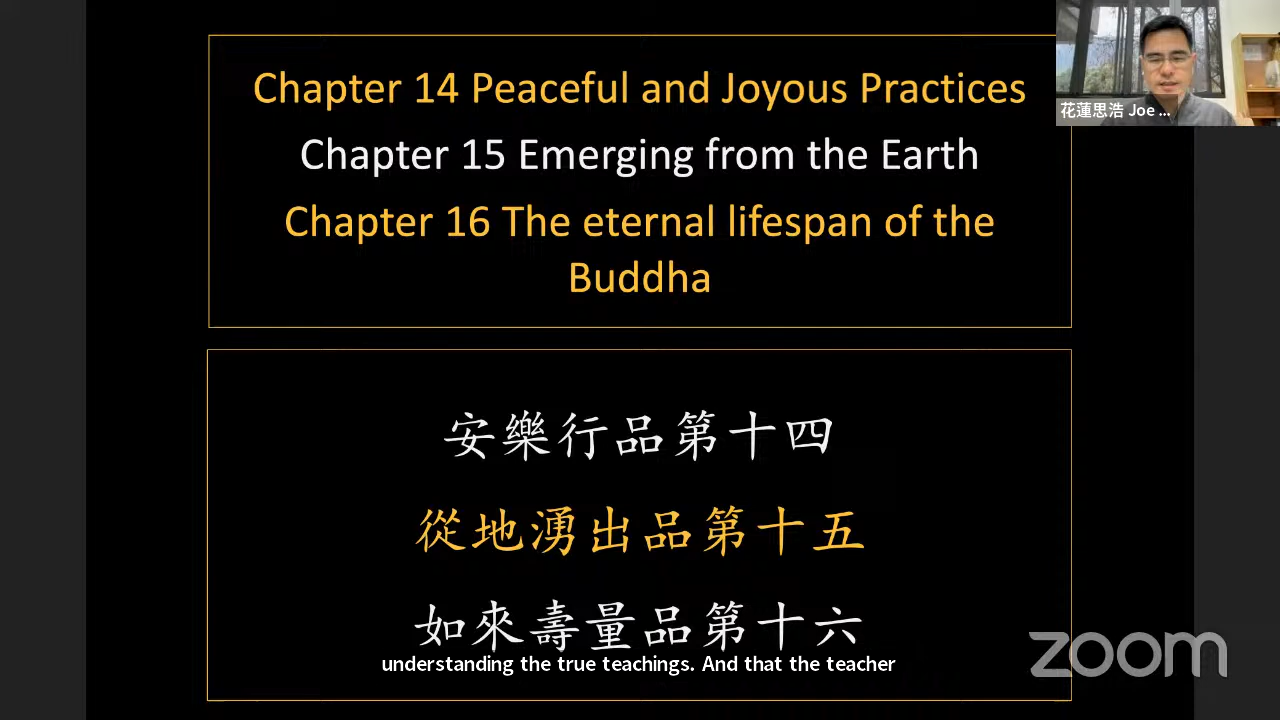 Chapter 14 Peaceful and Joyous Practices
Chapter 15 Emerging from the Earth
Chapter 16 The eternal lifespan of the
Buddha
花蓮思浩 Joe ...
安樂行品第十四
從地湧出品第十五
如來壽量品第十六
understanding the true teachings. And that the teacher
zoom